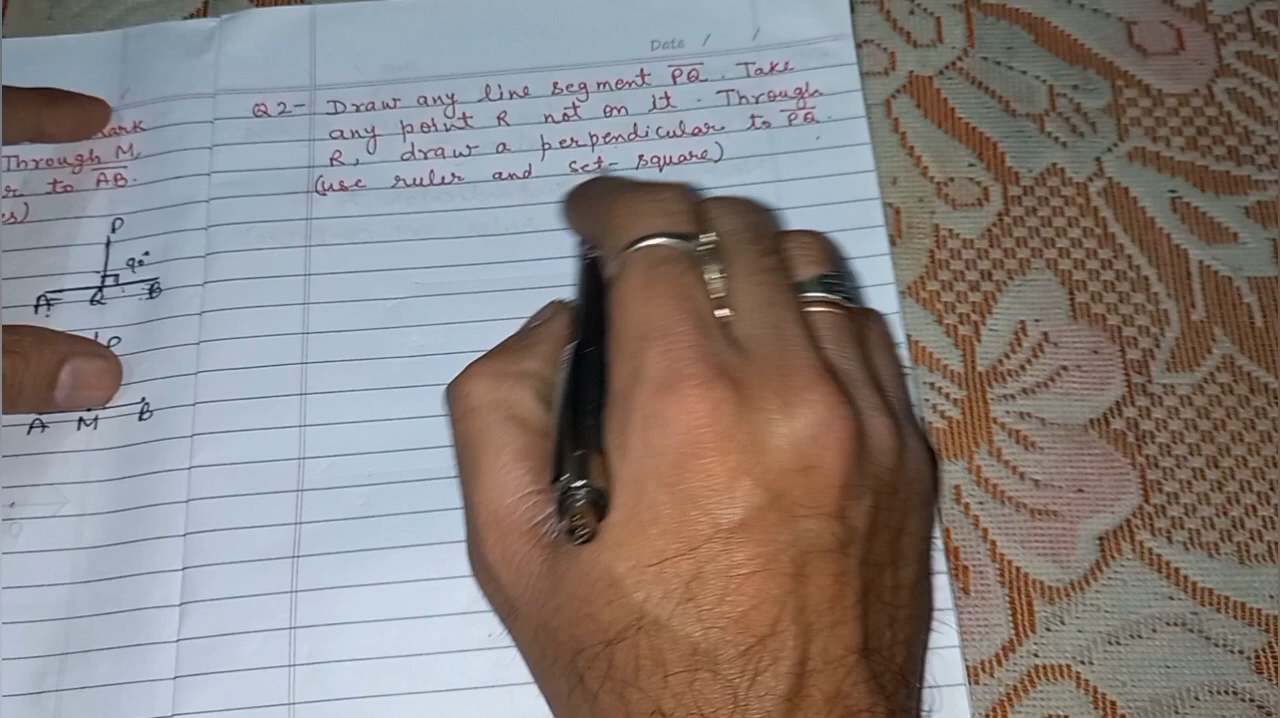 Date / /
Q2- Draw any line segment PQ. Take
any point R not on it. Through
R, draw a perpendicular to PQ.
(use ruler and set-square)
Through M,
to AB.
P
90°
A Q B
P
A M B